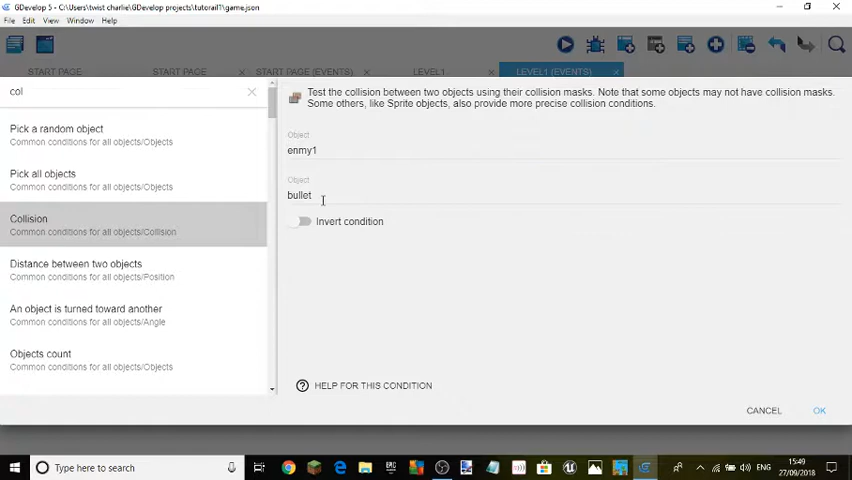 GDevelop 5 - C:\Users\twist charlie\GDevelop projects\tutorail1\game.json
File Edit View Window Help
START PAGE START PAGE START PAGE (EVENTS) LEVEL1 LEVEL1 (EVENTS)
col
Pick a random object
Common conditions for all objects/Objects
Pick all objects
Common conditions for all objects/Objects
Collision
Common conditions for all objects/Collision
Distance between two objects
Common conditions for all objects/Position
An object is turned toward another
Common conditions for all objects/Angle
Objects count
Common conditions for all objects/Objects
Test the collision between two objects using their collision masks. Note that some objects may not have collision masks.
Some others, like Sprite objects, also provide more precise collision conditions.
Object
enmy1
Object
bullet
Invert condition
? HELP FOR THIS CONDITION
CANCEL OK
Type here to search
EPIC
ENG
15:49
27/09/2018